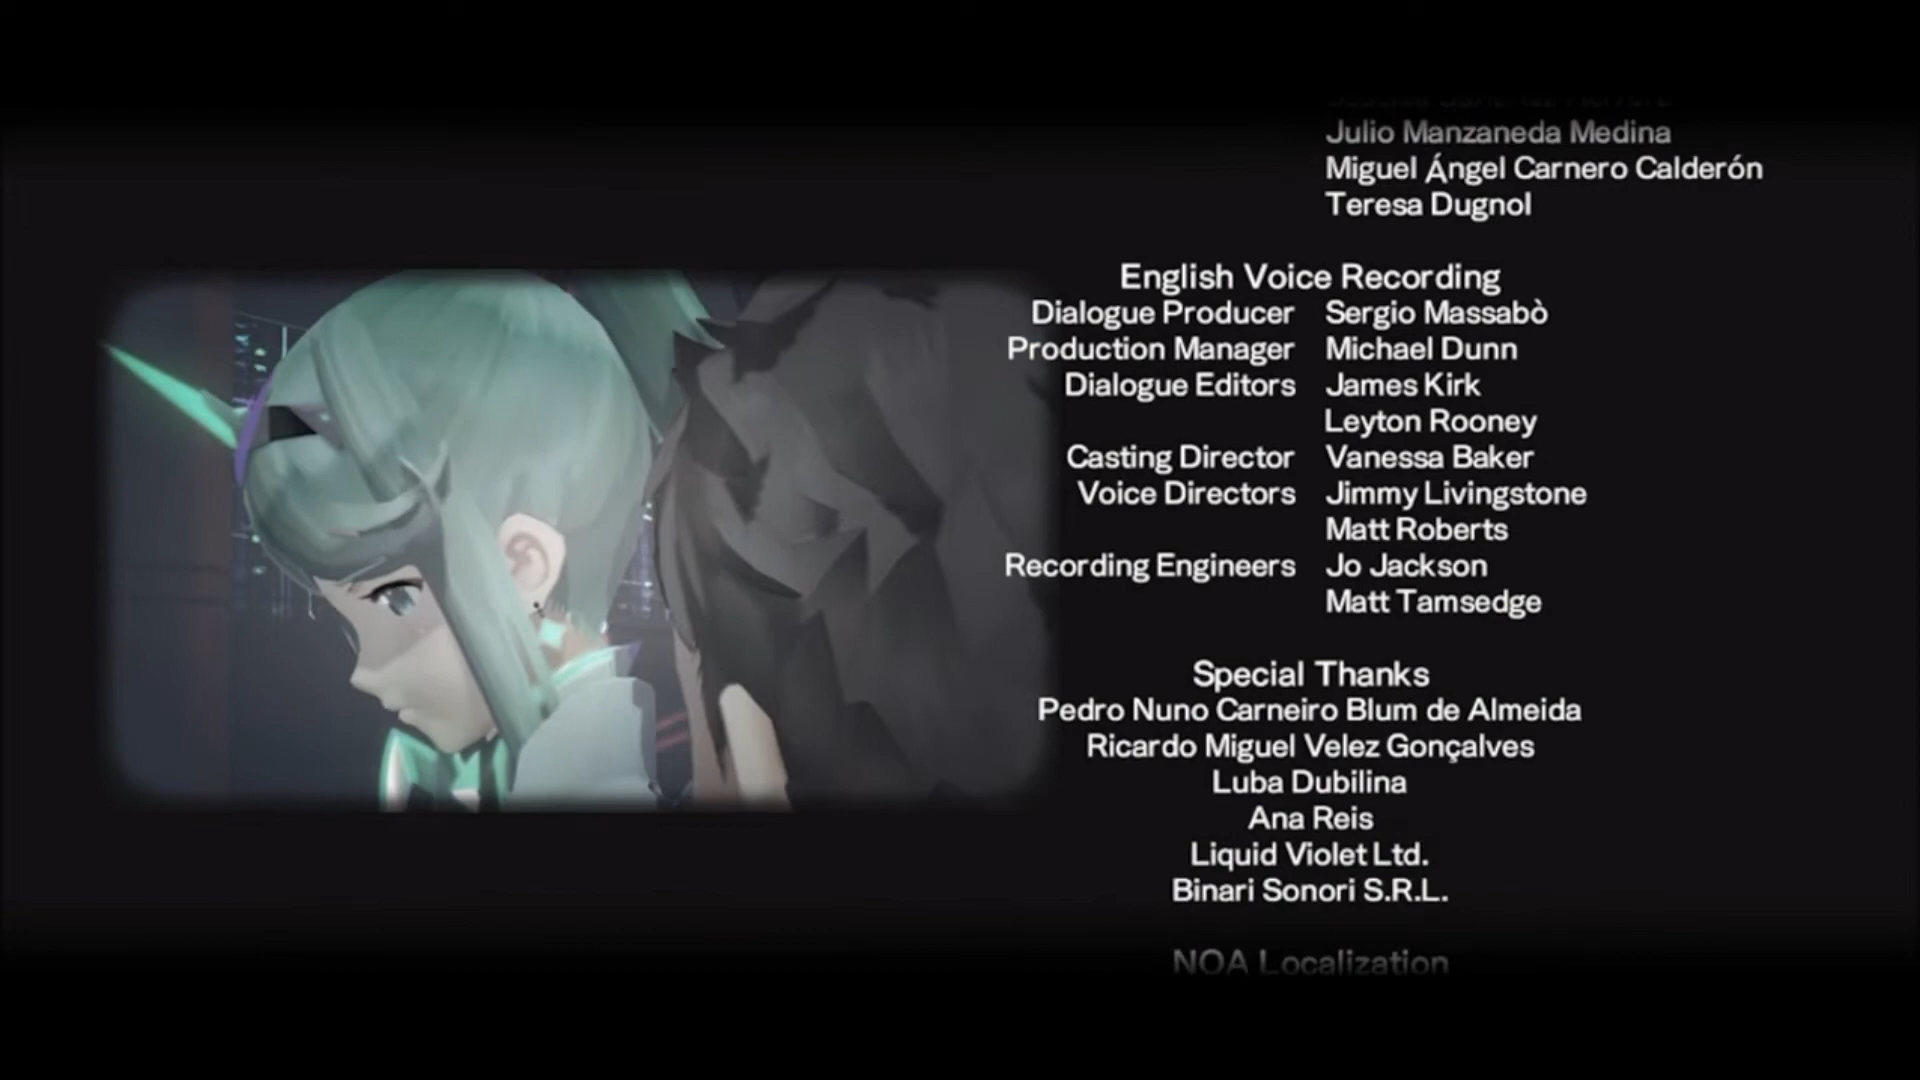 Julio Manzaneda Medina
Miguel Ángel Carnero Calderón
Teresa Dugnol
English Voice Recording
Dialogue Producer Sergio Massabò
Production Manager Michael Dunn
Dialogue Editors James Kirk
Leyton Rooney
Casting Director Vanessa Baker
Voice Directors Jimmy Livingstone
Matt Roberts
Recording Engineers Jo Jackson
Matt Tamsedge
Special Thanks
Pedro Nuno Carneiro Blum de Almeida
Ricardo Miguel Velez Gonçalves
Luba Dubilina
Ana Reis
Liquid Violet Ltd.
Binari Sonori S.R.L.
NOA Localization